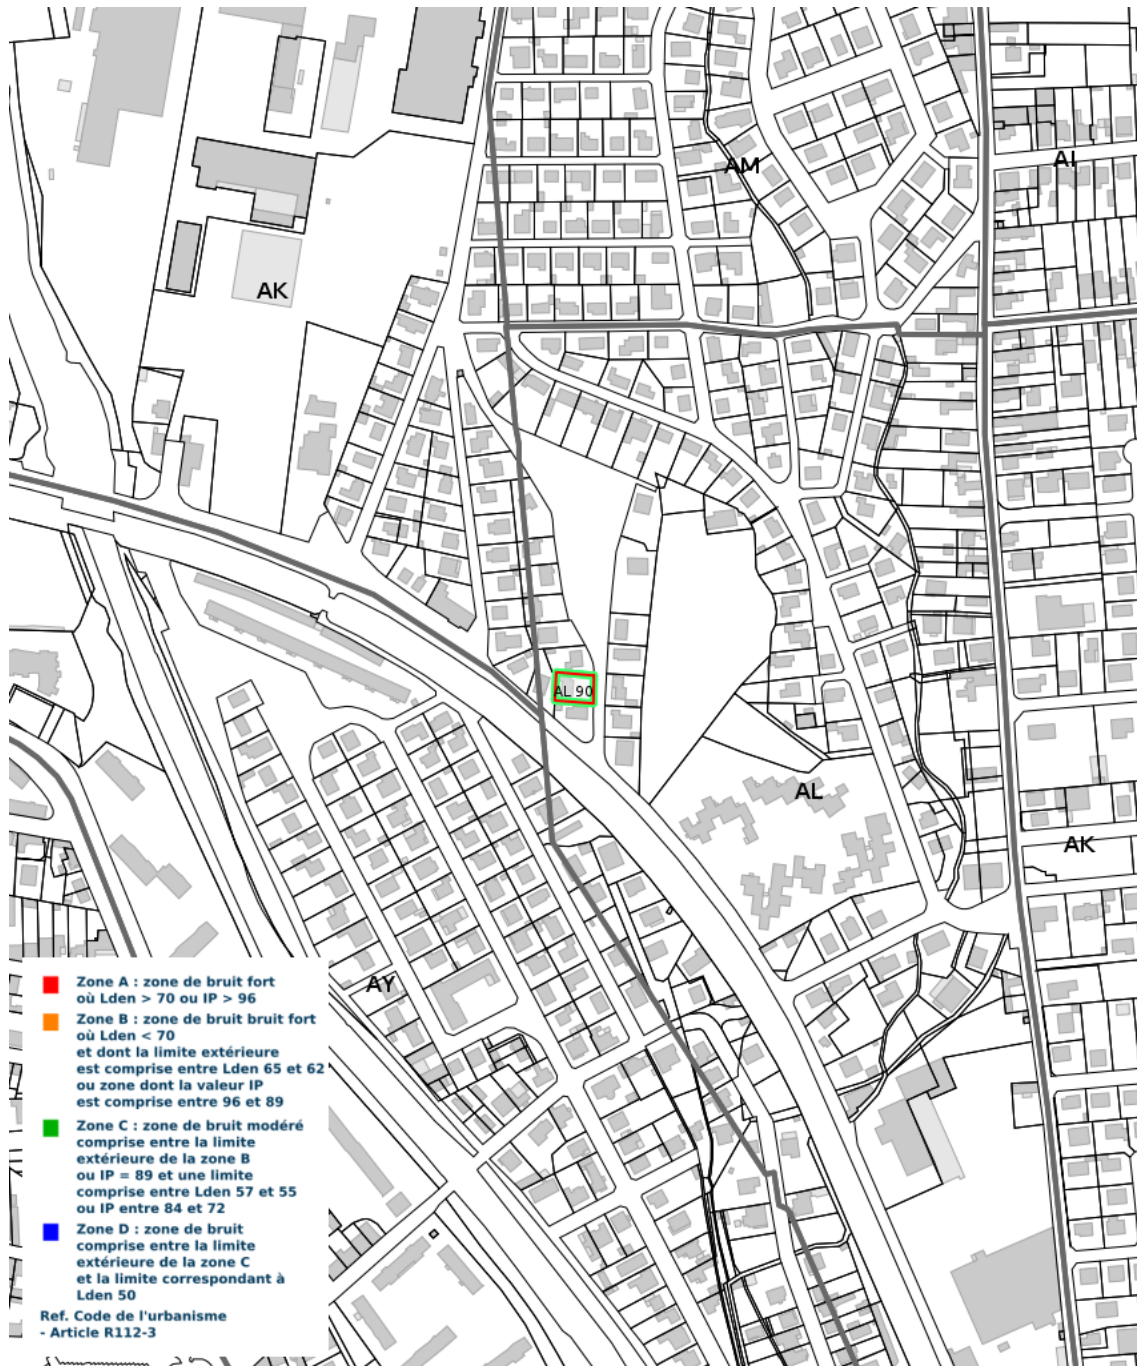 AM
AI
AK
AL 90
AL
AK
AY
Zone A : zone de bruit fort
où Lden > 70 ou IP > 96
Zone B : zone de bruit bruit fort
où Lden < 70
et dont la limite extérieure
est comprise entre Lden 65 et 62
ou zone dont la valeur IP
est comprise entre 96 et 89
Zone C : zone de bruit modéré
comprise entre la limite
extérieure de la zone B
ou IP = 89 et une limite
comprise entre Lden 57 et 55
ou IP entre 84 et 72
Zone D : zone de bruit
comprise entre la limite
extérieure de la zone C
et la limite correspondant à
Lden 50
Ref. Code de l'urbanisme
- Article R112-3